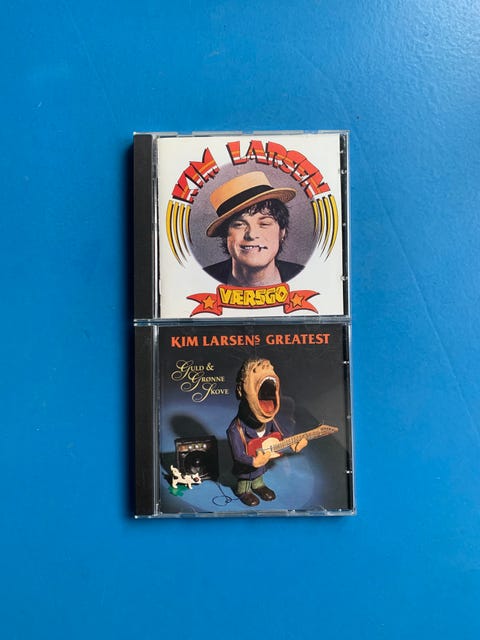 KIM LARSEN
VÆRSGO
KIM LARSENS GREATEST
GULD &
GRØNNE
SKOVE